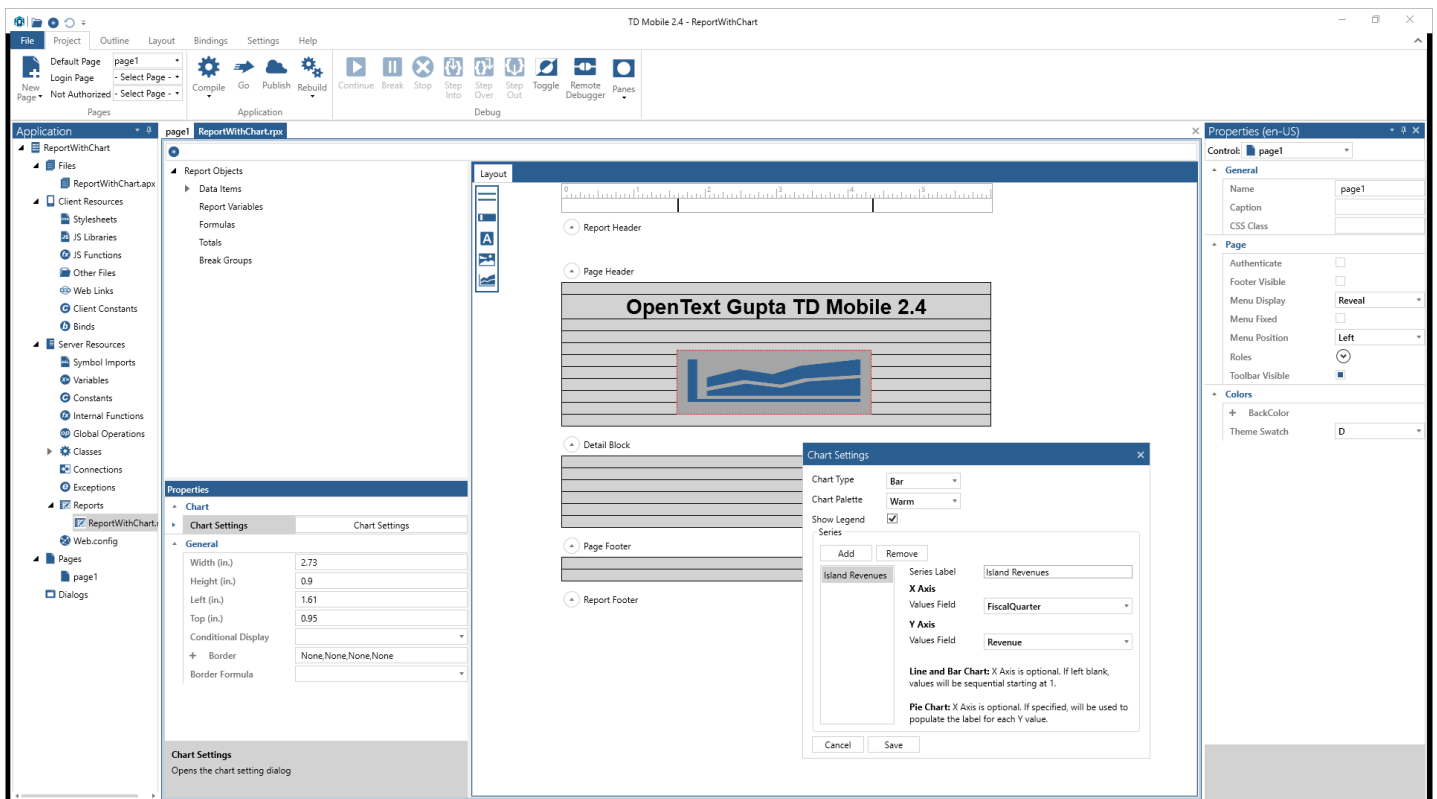 TD Mobile 2.4 - ReportWithChart
File Project Outline Layout Bindings Settings Help
New Page
Default Page page1
Login Page - Select Page -
Not Authorized - Select Page -
Compile Go Publish Rebuild
Continue Break Stop Step Into Step Over Step Out Toggle Remote Debugger Panes
Pages Application Debug
Application
ReportWithChart
Files
ReportWithChart.apx
Client Resources
Stylesheets
JS Libraries
JS Functions
Other Files
Web Links
Client Constants
Binds
Server Resources
Symbol Imports
Variables
Constants
Internal Functions
Global Operations
Classes
Connections
Exceptions
Reports
ReportWithChart.
Web.config
Pages
page1
Dialogs
page1 ReportWithChart.rpx
Report Objects
Data Items
Report Variables
Formulas
Totals
Break Groups
Properties
Chart
Chart Settings Chart Settings
General
Width (in.) 2.73
Height (in.) 0.9
Left (in.) 1.61
Top (in.) 0.95
Conditional Display
+ Border None,None,None,None
Border Formula
Chart Settings
Opens the chart setting dialog
Layout
A
0 1 2 3 4 5
Report Header
Page Header
OpenText Gupta TD Mobile 2.4
Detail Block
Page Footer
Report Footer
Chart Settings
Chart Type Bar
Chart Palette Warm
Show Legend
Series
Add Remove
Island Revenues
Series Label Island Revenues
X Axis
Values Field FiscalQuarter
Y Axis
Values Field Revenue
Line and Bar Chart: X Axis is optional. If left blank,
values will be sequential starting at 1.
Pie Chart: X Axis is optional. If specified, will be used to
populate the label for each Y value.
Cancel Save
Properties (en-US)
Control: page1
General
Name page1
Caption
CSS Class
Page
Authenticate
Footer Visible
Menu Display Reveal
Menu Fixed
Menu Position Left
Roles
Toolbar Visible
Colors
+ BackColor
Theme Swatch D